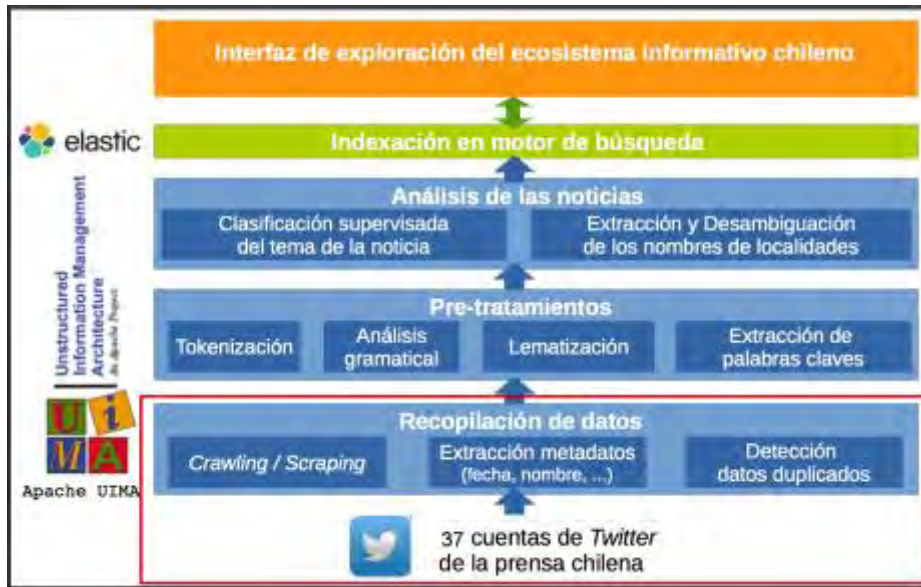 Interfaz de exploración del ecosistema informativo chileno
elastic
Indexación en motor de búsqueda
Análisis de las noticias
Clasificación supervisada
del tema de la noticia
Extracción y Desambiguación
de los nombres de localidades
Unstructured
Information Management
Architecture
An Apache Project
Pre-tratamientos
Tokenización
Análisis
gramatical
Lematización
Extracción de
palabras claves
UiMA
Apache UIMA
Recopilación de datos
Crawling / Scraping
Extracción metadatos
(fecha, nombre, ...)
Detección
datos duplicados
37 cuentas de Twitter
de la prensa chilena